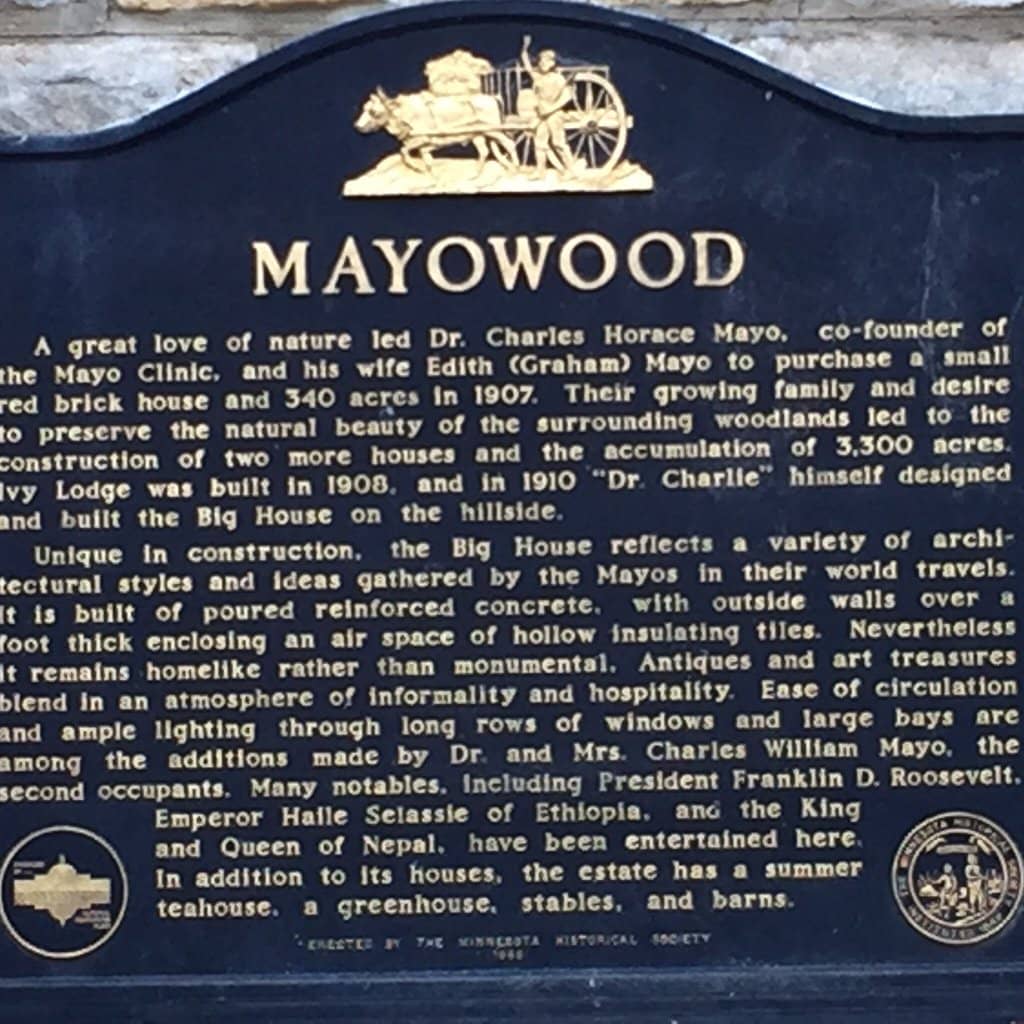 MAYOWOOD
A great love of nature led Dr. Charles Horace Mayo, co-founder of
the Mayo Clinic, and his wife Edith (Graham) Mayo to purchase a small
red brick house and 340 acres in 1907. Their growing family and desire
to preserve the natural beauty of the surrounding woodlands led to the
construction of two more houses and the accumulation of 3,300 acres.
Ivy Lodge was built in 1908, and in 1910 "Dr. Charlie" himself designed
and built the Big House on the hillside.
Unique in construction, the Big House reflects a variety of archi-
tectural styles and ideas gathered by the Mayos in their world travels.
It is built of poured reinforced concrete, with outside walls over a
foot thick enclosing an air space of hollow insulating tiles. Nevertheless
it remains homelike rather than monumental. Antiques and art treasures
blend in an atmosphere of informality and hospitality. Ease of circulation
and ample lighting through long rows of windows and large bays are
among the additions made by Dr. and Mrs. Charles William Mayo, the
second occupants. Many notables, including President Franklin D. Roosevelt,
Emperor Haile Selassie of Ethiopia, and the King
and Queen of Nepal, have been entertained here.
In addition to its houses, the estate has a summer
teahouse, a greenhouse, stables, and barns.
ERECTED BY THE MINNESOTA HISTORICAL SOCIETY
MINNESOTA HISTORICAL SOCIETY